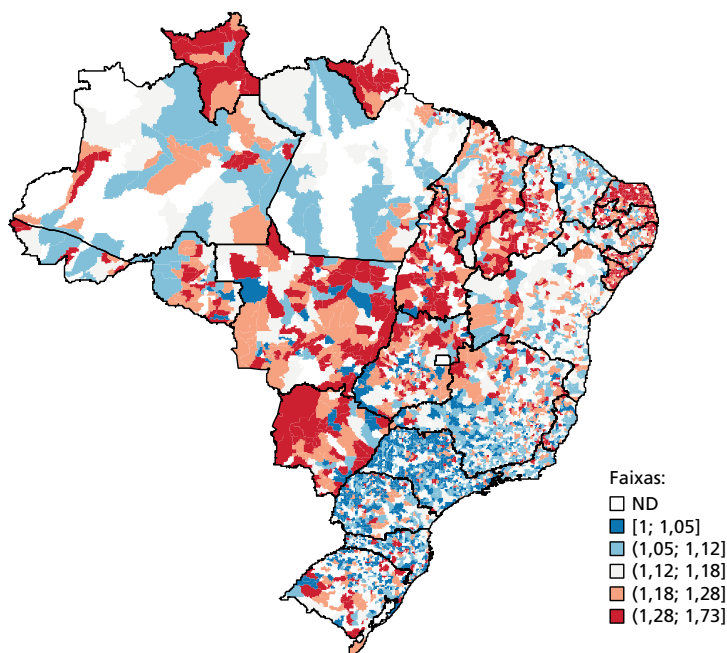 Faixas:
ND
[1; 1,05]
(1,05; 1,12]
(1,12; 1,18]
(1,18; 1,28]
(1,28; 1,73]